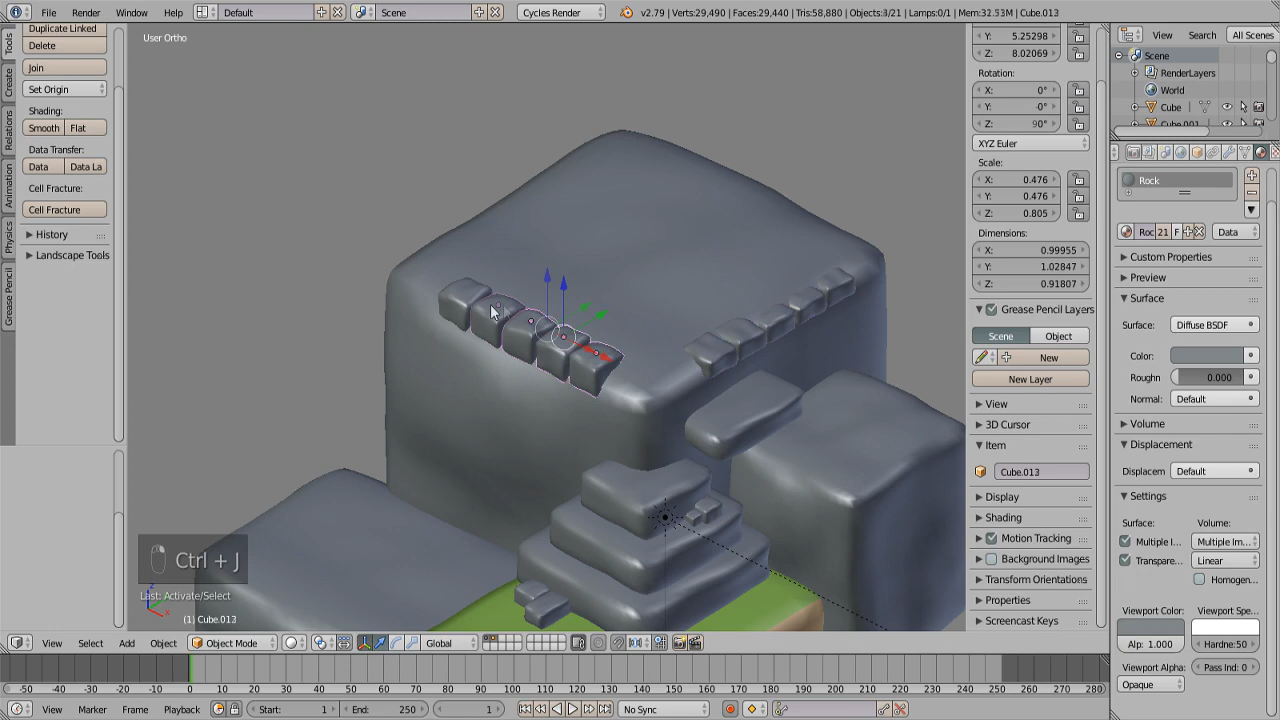 File Render Window Help Default Scene Cycles Render v2.79 | Verts:29,490 | Faces:29,440 | Tris:58,880 | Objects:3/21 | Lamps:0/1 | Mem:32.53M | Cube.013
Duplicate Linked
Delete
Join
Set Origin
Shading:
Smooth Flat
Data Transfer:
Data Data La
Cell Fracture:
Cell Fracture
History
Landscape Tools
Tools
Create
Relations
Animation
Physics
Grease Pencil
User Ortho
Ctrl + J
Last: Activate/Select
(1) Cube.013
Y: 5.25298
Z: 8.02069
Rotation:
X: 0°
Y: -0°
Z: 90°
XYZ Euler
Scale:
X: 0.476
Y: 0.476
Z: 0.805
Dimensions:
X: 0.99955
Y: 1.02847
Z: 0.91807
Grease Pencil Layers
Scene Object
New
New Layer
View
3D Cursor
Item
Cube.013
Display
Shading
Motion Tracking
Background Images
Transform Orientations
Properties
Screencast Keys
View Search All Scenes
Scene
RenderLayers
World
Cube
Cube.001
Rock
Roc 21 F Data
Custom Properties
Preview
Surface
Surface: Diffuse BSDF
Color:
Roughn 0.000
Normal: Default
Volume
Displacement
Displacem Default
Settings
Surface: Volume:
Multiple I... Multiple Im...
Transpare... Linear
Homogen...
Viewport Color: Viewport Spe...
Alp: 1.000 Hardne:50
Viewport Alpha: Pass Ind: 0
Opaque
View Select Add Object Object Mode Global
-50 -40 -30 -20 -10 0 10 20 30 40 50 60 70 80 90 100 110 120 130 140 150 160 170 180 190 200 210 220 230 240 250 260 270 280
View Marker Frame Playback Start: 1 End: 250 1 No Sync